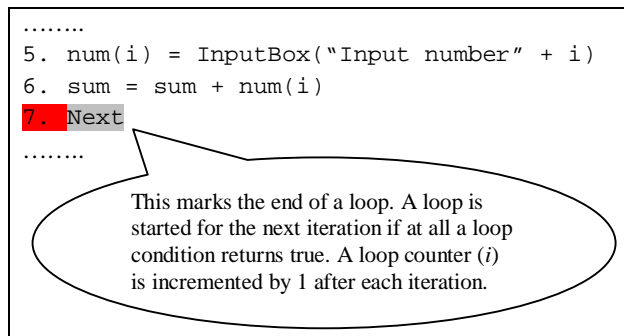 ……..
5. num(i) = InputBox(“Input number” + i)
6. sum = sum + num(i)
7. Next
……..
This marks the end of a loop. A loop is
started for the next iteration if at all a loop
condition returns true. A loop counter (i)
is incremented by 1 after each iteration.